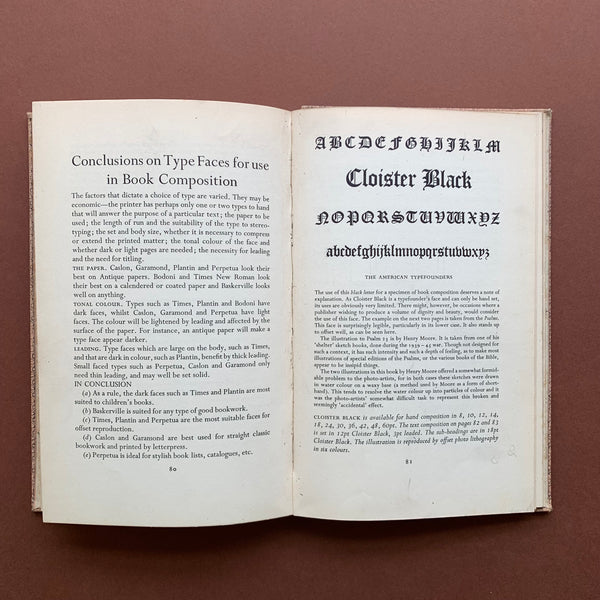 Conclusions on Type Faces for use
in Book Composition
The factors that dictate a choice of type are varied. They may be
economic—the printer has perhaps only one or two types to hand
that will answer the purpose of a particular text; the paper to be
used; the length of run and the suitability of the type to stereo-
typing; the set and body size, whether it is necessary to compress
or extend the printed matter; the tonal colour of the face and
whether dark or light pages are needed; the necessity for leading
and the need for titling.
THE PAPER. Caslon, Garamond, Plantin and Perpetua look their
best on Antique papers. Bodoni and Times New Roman look
their best on a calendered or coated paper and Baskerville looks
well on anything.
TONAL COLOUR. Types such as Times, Plantin and Bodoni have
dark faces, whilst Caslon, Garamond and Perpetua have light
faces. The colour will be lightened by leading and affected by the
surface of the paper. For instance, an antique paper will make a
type face appear darker.
LEADING. Type faces which are large on the body, such as Times,
and that are dark in colour, such as Plantin, benefit by thick leading.
Small faced types such as Perpetua, Caslon and Garamond only
need thin leading, and may well be set solid.
IN CONCLUSION
(a) As a rule, the dark faces such as Times and Plantin are most
suited to children's books.
(b) Baskerville is suited for any type of good bookwork.
(c) Times, Plantin and Perpetua are the most suitable faces for
offset reproduction.
(d) Caslon and Garamond are best used for straight classic
bookwork and printed by letterpress.
(e) Perpetua is ideal for stylish book lists, catalogues, etc.
80
ABCDEFGHIJKLM
Cloister Black
NOPQRSTUVWXYZ
abcdefghijklmnopqrstuvwxyz
THE AMERICAN TYPEFOUNDERS
The use of this black letter for a specimen of book composition deserves a note of
explanation. As Cloister Black is a typefounder's face and can only be hand set,
its uses are obviously very limited. There might, however, be occasions where a
publisher wishing to produce a volume of dignity and beauty, would consider
the use of this face. The example on the next two pages is taken from the Psalms.
This face is surprisingly legible, particularly in its lower case. It also stands up
to offset well, as can be seen here.
The illustration to Psalm 23 is by Henry Moore. It is taken from one of his
'shelter' sketch books, done during the 1939–45 war. Though not designed for
such a context, it has such intensity and such a depth of feeling, as to make most
illustrations of special editions of the Psalms, or the various books of the Bible,
appear to be mean things.
The two illustrations in this book by Henry Moore offered a somewhat for-
midable problem to the photo-artists, for in both cases these sketches were drawn
in water colour on a waxy base (a method used by Moore as a form of short-
hand). This tends to resolve the water colour into a broken surface effect and it
was the photo-artists' somewhat difficult task to represent this broken and
seemingly 'accidental' effect.
CLOISTER BLACK is available for hand composition in 8, 10, 12, 14,
18, 24, 30, 36, 42, 48, 60pt. The text composition on pages 82 and 83
is set in 12pt Cloister Black, 3pt leaded. The sub-headings are in 18pt
Cloister Black. The illustration is reproduced by offset photo lithography
in six colours.
81